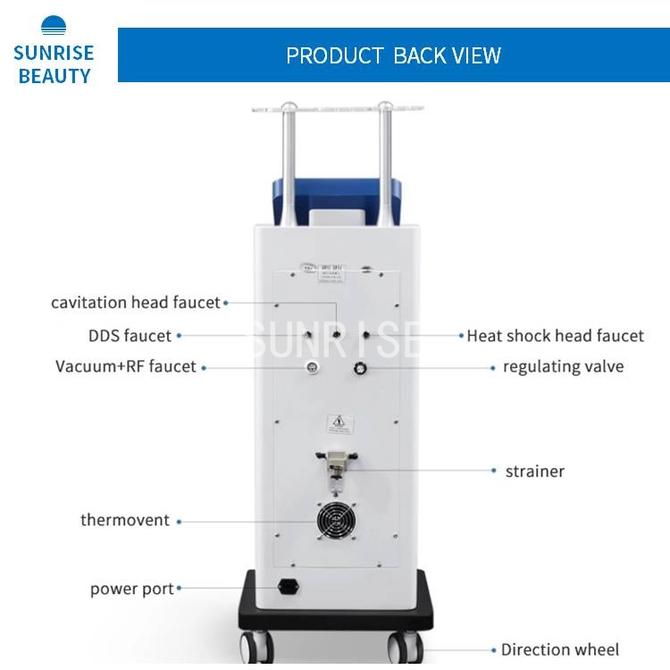 SUNRISE
BEAUTY
PRODUCT BACK VIEW
cavitation head faucet
DDS faucet
Heat shock head faucet
SUNRISE
Vacuum+RF faucet
regulating valve
strainer
thermovent
power port
Direction wheel